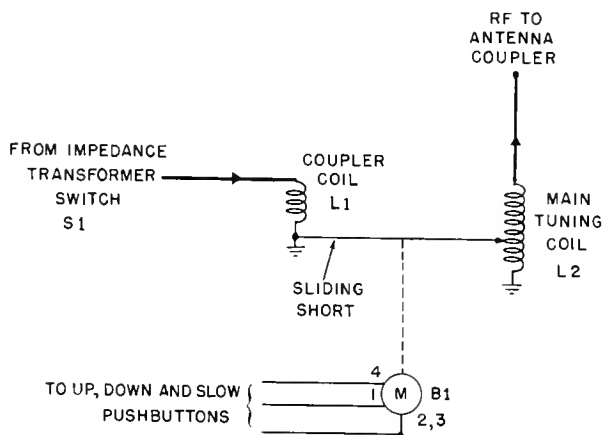 RF TO
ANTENNA
COUPLER
FROM IMPEDANCE
TRANSFORMER
SWITCH
S1
COUPLER
COIL
L1
MAIN
TUNING
COIL
L2
SLIDING
SHORT
TO UP, DOWN AND SLOW
PUSHBUTTONS
4
1
M
B1
2,3